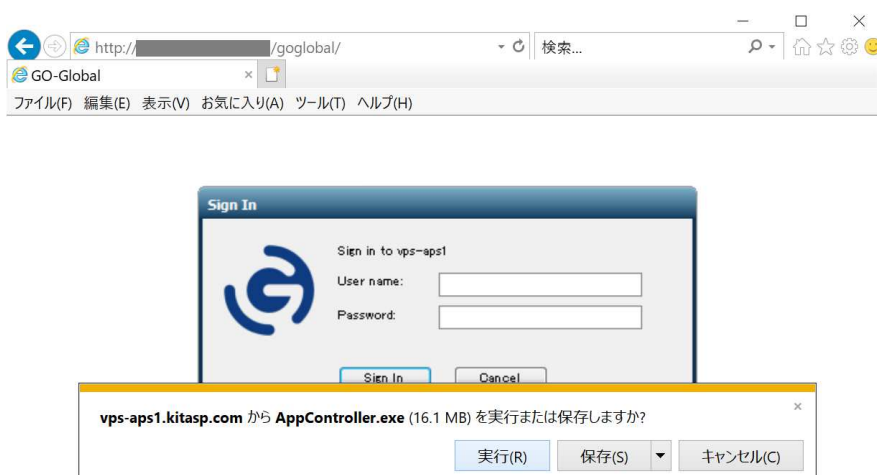 http:// /goglobal/
検索...
GO-Global
ファイル(F) 編集(E) 表示(V) お気に入り(A) ツール(T) ヘルプ(H)
Sign In
Sign in to vps-aps1
User name:
Password:
Sign In Cancel
vps-aps1.kitasp.com から AppController.exe (16.1 MB) を実行または保存しますか?
実行(R) 保存(S) キャンセル(C)